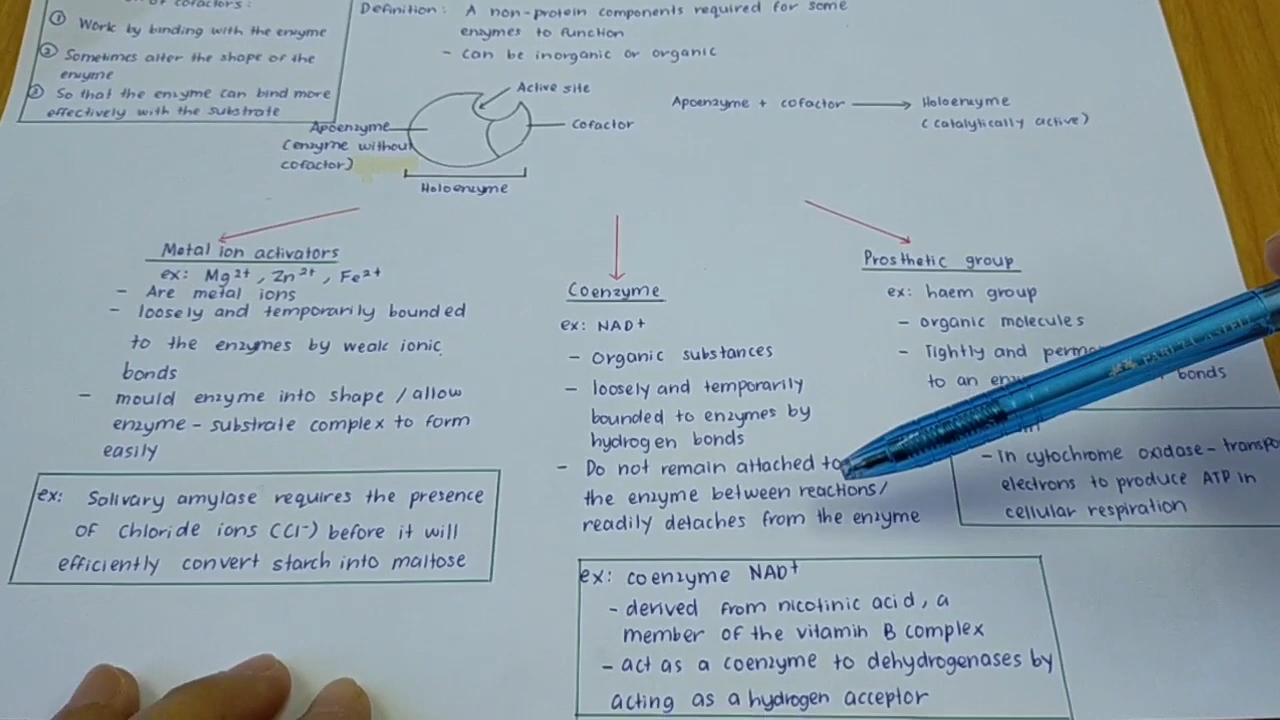 of cofactors:
① Work by binding with the enzyme
② Sometimes alter the shape of the
enzyme
③ So that the enzyme can bind more
effectively with the substrate
Definition: A non-protein components required for some
enzymes to function
- can be inorganic or organic
Active site
Apoenzyme
(enzyme without
cofactor)
Cofactor
Holoenzyme
Apoenzyme + cofactor → Holoenzyme
(catalytically active)
Metal ion activators
ex: Mg²⁺, Zn²⁺, Fe²⁺
- Are metal ions
- loosely and temporarily bounded
to the enzymes by weak ionic
bonds
- mould enzyme into shape / allow
enzyme - substrate complex to form
easily
ex: Salivary amylase requires the presence
of chloride ions (Cl⁻) before it will
efficiently convert starch into maltose
Coenzyme
ex: NAD+
- organic substances
- loosely and temporarily
bounded to enzymes by
hydrogen bonds
- Do not remain attached to
the enzyme between reactions/
readily detaches from the enzyme
ex: coenzyme NAD⁺
- derived from nicotinic acid, a
member of the vitamin B complex
- act as a coenzyme to dehydrogenases by
acting as a hydrogen acceptor
Prosthetic group
ex: haem group
- organic molecules
- Tightly and
to an bonds
- In cytochrome oxidase -
electrons to produce ATP in
cellular respiration